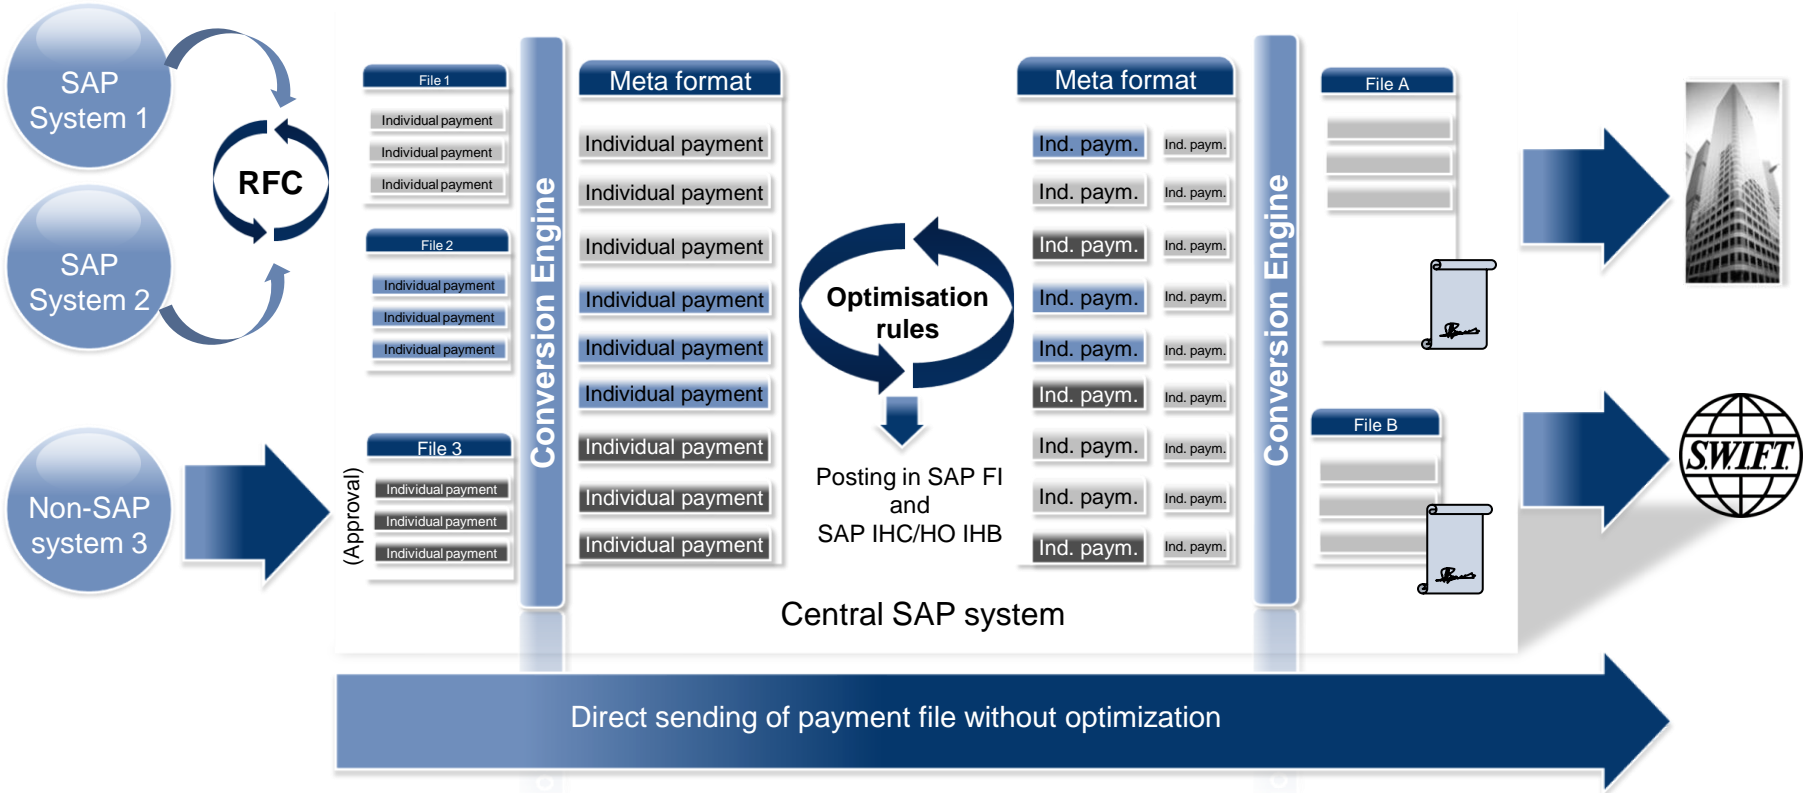 SAP
System 1
SAP
System 2
Non-SAP
system 3
RFC
(Approval)
File 1
Individual payment
Individual payment
Individual payment
File 2
Individual payment
Individual payment
Individual payment
File 3
Individual payment
Individual payment
Individual payment
Conversion Engine
Meta format
Individual payment
Individual payment
Individual payment
Individual payment
Individual payment
Individual payment
Individual payment
Individual payment
Individual payment
Optimisation
rules
Posting in SAP FI
and
SAP IHC/HO IHB
Meta format
Ind. paym. Ind. paym.
Ind. paym. Ind. paym.
Ind. paym. Ind. paym.
Ind. paym. Ind. paym.
Ind. paym. Ind. paym.
Ind. paym. Ind. paym.
Ind. paym. Ind. paym.
Ind. paym. Ind. paym.
Ind. paym. Ind. paym.
Conversion Engine
File A
File B
S.W.I.F.T.
Central SAP system
Direct sending of payment file without optimization